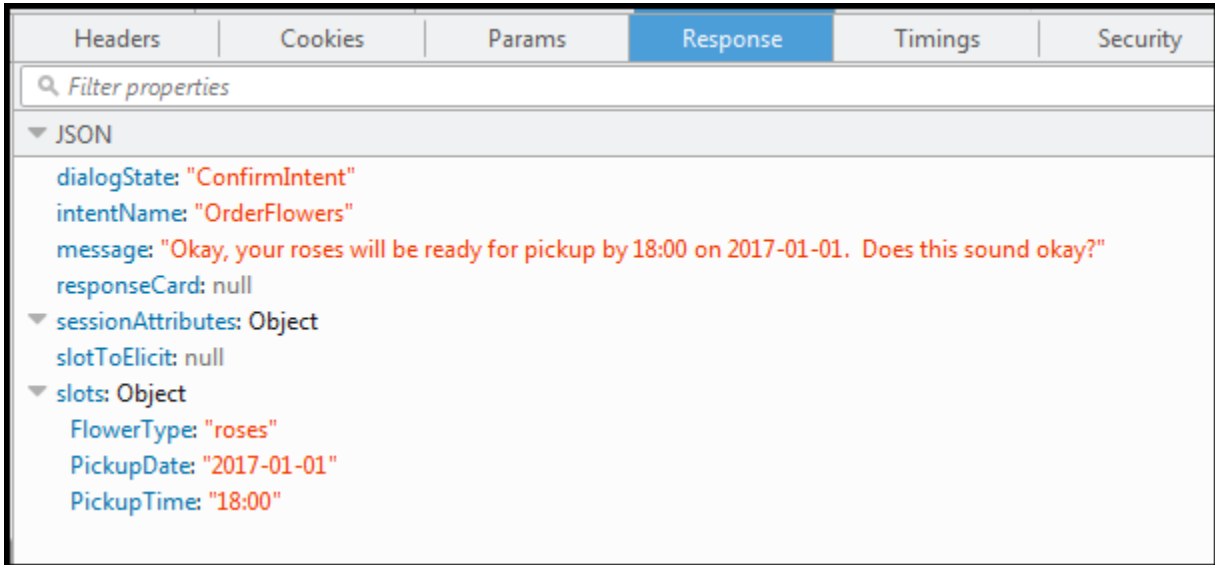 Headers Cookies Params Response Timings Security
Filter properties
JSON
dialogState: "ConfirmIntent"
intentName: "OrderFlowers"
message: "Okay, your roses will be ready for pickup by 18:00 on 2017-01-01.  Does this sound okay?"
responseCard: null
sessionAttributes: Object
slotToElicit: null
slots: Object
FlowerType: "roses"
PickupDate: "2017-01-01"
PickupTime: "18:00"